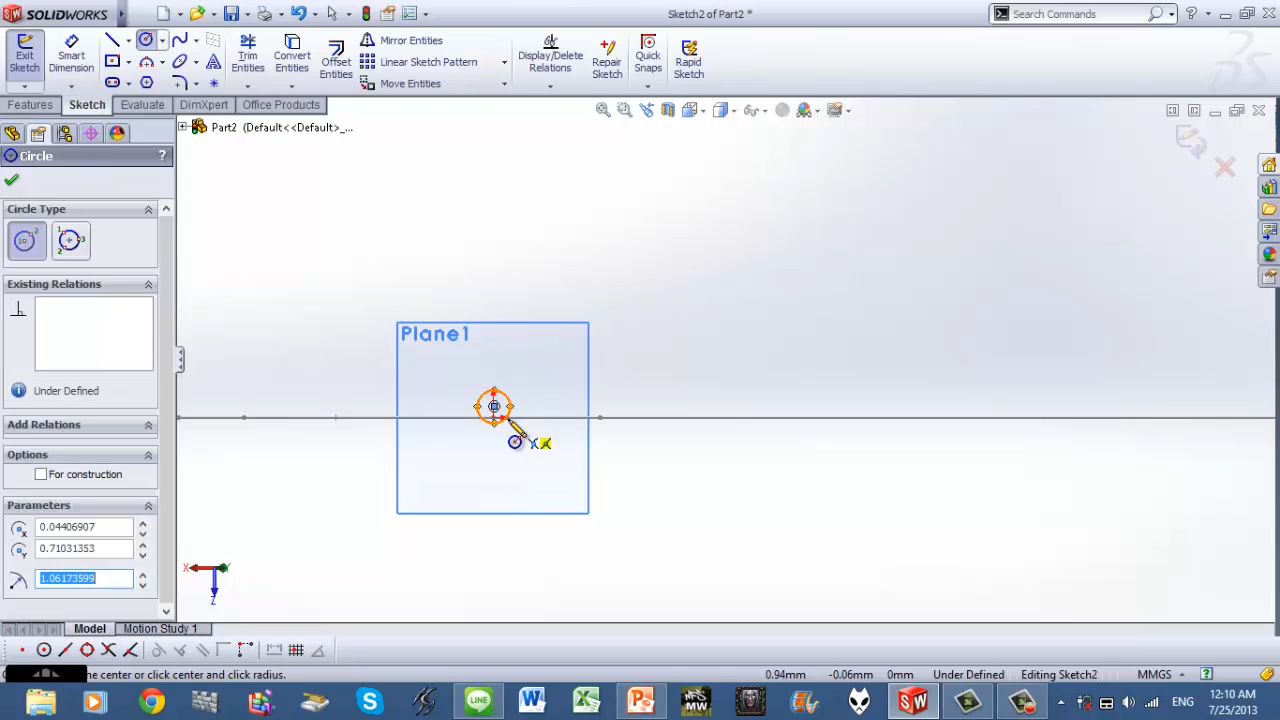 SOLIDWORKS
Sketch2 of Part2 *
Search Commands
Exit Sketch
Smart Dimension
Trim Entities
Convert Entities
Offset Entities
Mirror Entities
Linear Sketch Pattern
Move Entities
Display/Delete Relations
Repair Sketch
Quick Snaps
Rapid Sketch
Features
Sketch
Evaluate
DimXpert
Office Products
Part2 (Default<<Default>_...
Circle
?
Circle Type
Existing Relations
Under Defined
Add Relations
Options
For construction
Parameters
0.04406907
0.71031353
1.06173599
Plane1
X
Y
Z
Model
Motion Study 1
ne center or click center and click radius.
0.94mm
-0.06mm
0mm
Under Defined
Editing Sketch2
MMGS
?
LINE
MW
ENG
12:10 AM
7/25/2013